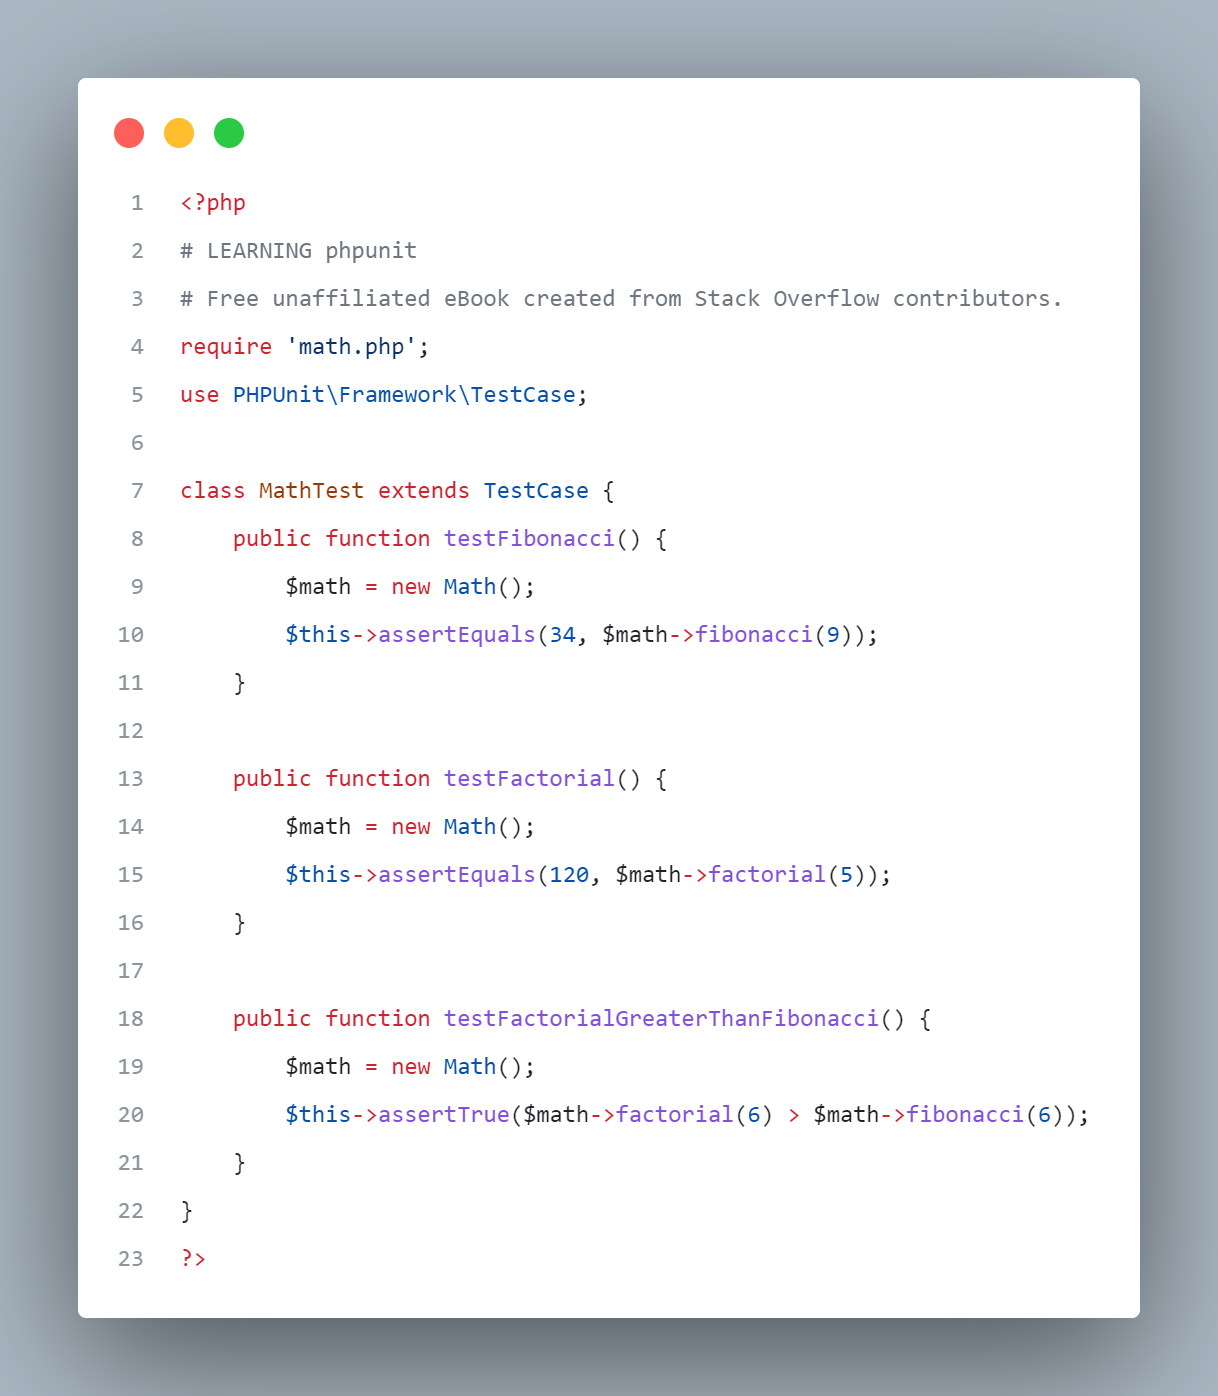 1 <?php
2 # LEARNING phpunit
3 # Free unaffiliated eBook created from Stack Overflow contributors.
4 require 'math.php';
5 use PHPUnit\Framework\TestCase;
6
7 class MathTest extends TestCase {
8     public function testFibonacci() {
9         $math = new Math();
10         $this->assertEquals(34, $math->fibonacci(9));
11     }
12
13     public function testFactorial() {
14         $math = new Math();
15         $this->assertEquals(120, $math->factorial(5));
16     }
17
18     public function testFactorialGreaterThanFibonacci() {
19         $math = new Math();
20         $this->assertTrue($math->factorial(6) > $math->fibonacci(6));
21     }
22 }
23 ?>